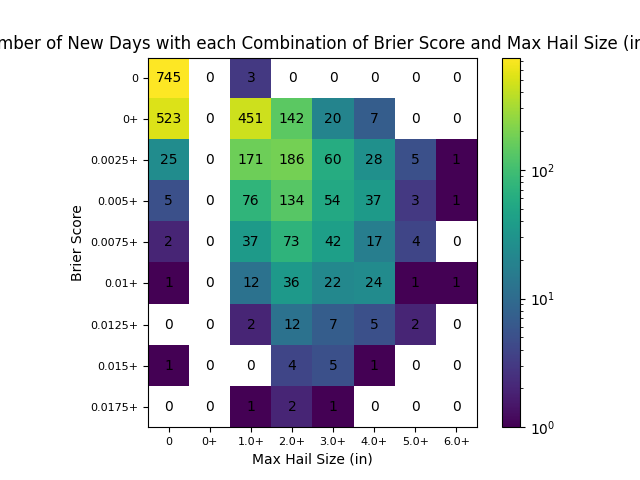 mber of New Days with each Combination of Brier Score and Max Hail Size (in
0 745 0 3 0 0 0 0 0
0+ 523 0 451 142 20 7 0 0
0.0025+ 25 0 171 186 60 28 5 1
0.005+ 5 0 76 134 54 37 3 1
0.0075+ 2 0 37 73 42 17 4 0
0.01+ 1 0 12 36 22 24 1 1
0.0125+ 0 0 2 12 7 5 2 0
0.015+ 1 0 0 4 5 1 0 0
0.0175+ 0 0 1 2 1 0 0 0
0 0+ 1.0+ 2.0+ 3.0+ 4.0+ 5.0+ 6.0+
Max Hail Size (in)
Brier Score
10²
10¹
10⁰